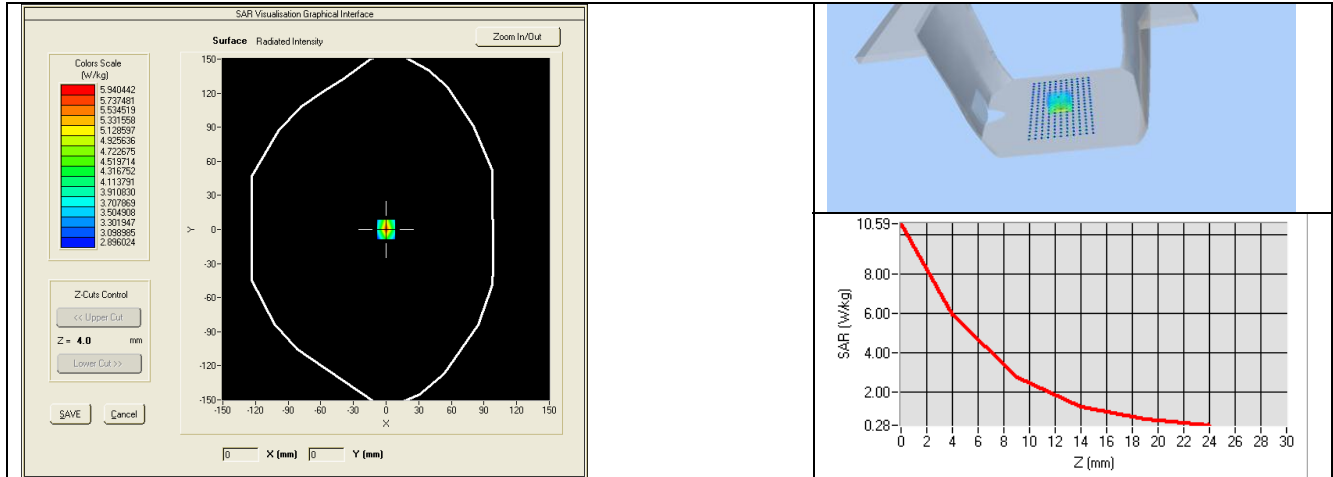 SAR Visualisation Graphical Interface
Surface Radiated Intensity
Zoom In/Out
Colors Scale
(W/kg)
5.940442
5.737481
5.534519
5.331558
5.128597
4.925636
4.722675
4.519714
4.316752
4.113791
3.910830
3.707869
3.504908
3.301947
3.098985
2.896024
Z-Cuts Control
<< Upper Cut
Z = 4.0 mm
Lower Cut >>
SAVE Cancel
150
120
90
60
30
0
-30
-60
-90
-120
-150
Y
-150 -120 -90 -60 -30 0 30 60 90 120 150
X
0 X (mm) 0 Y (mm)
10.59
8.00
6.00
4.00
2.00
0.28
SAR (W/kg)
0 2 4 6 8 10 12 14 16 18 20 22 24 26 28 30
Z (mm)